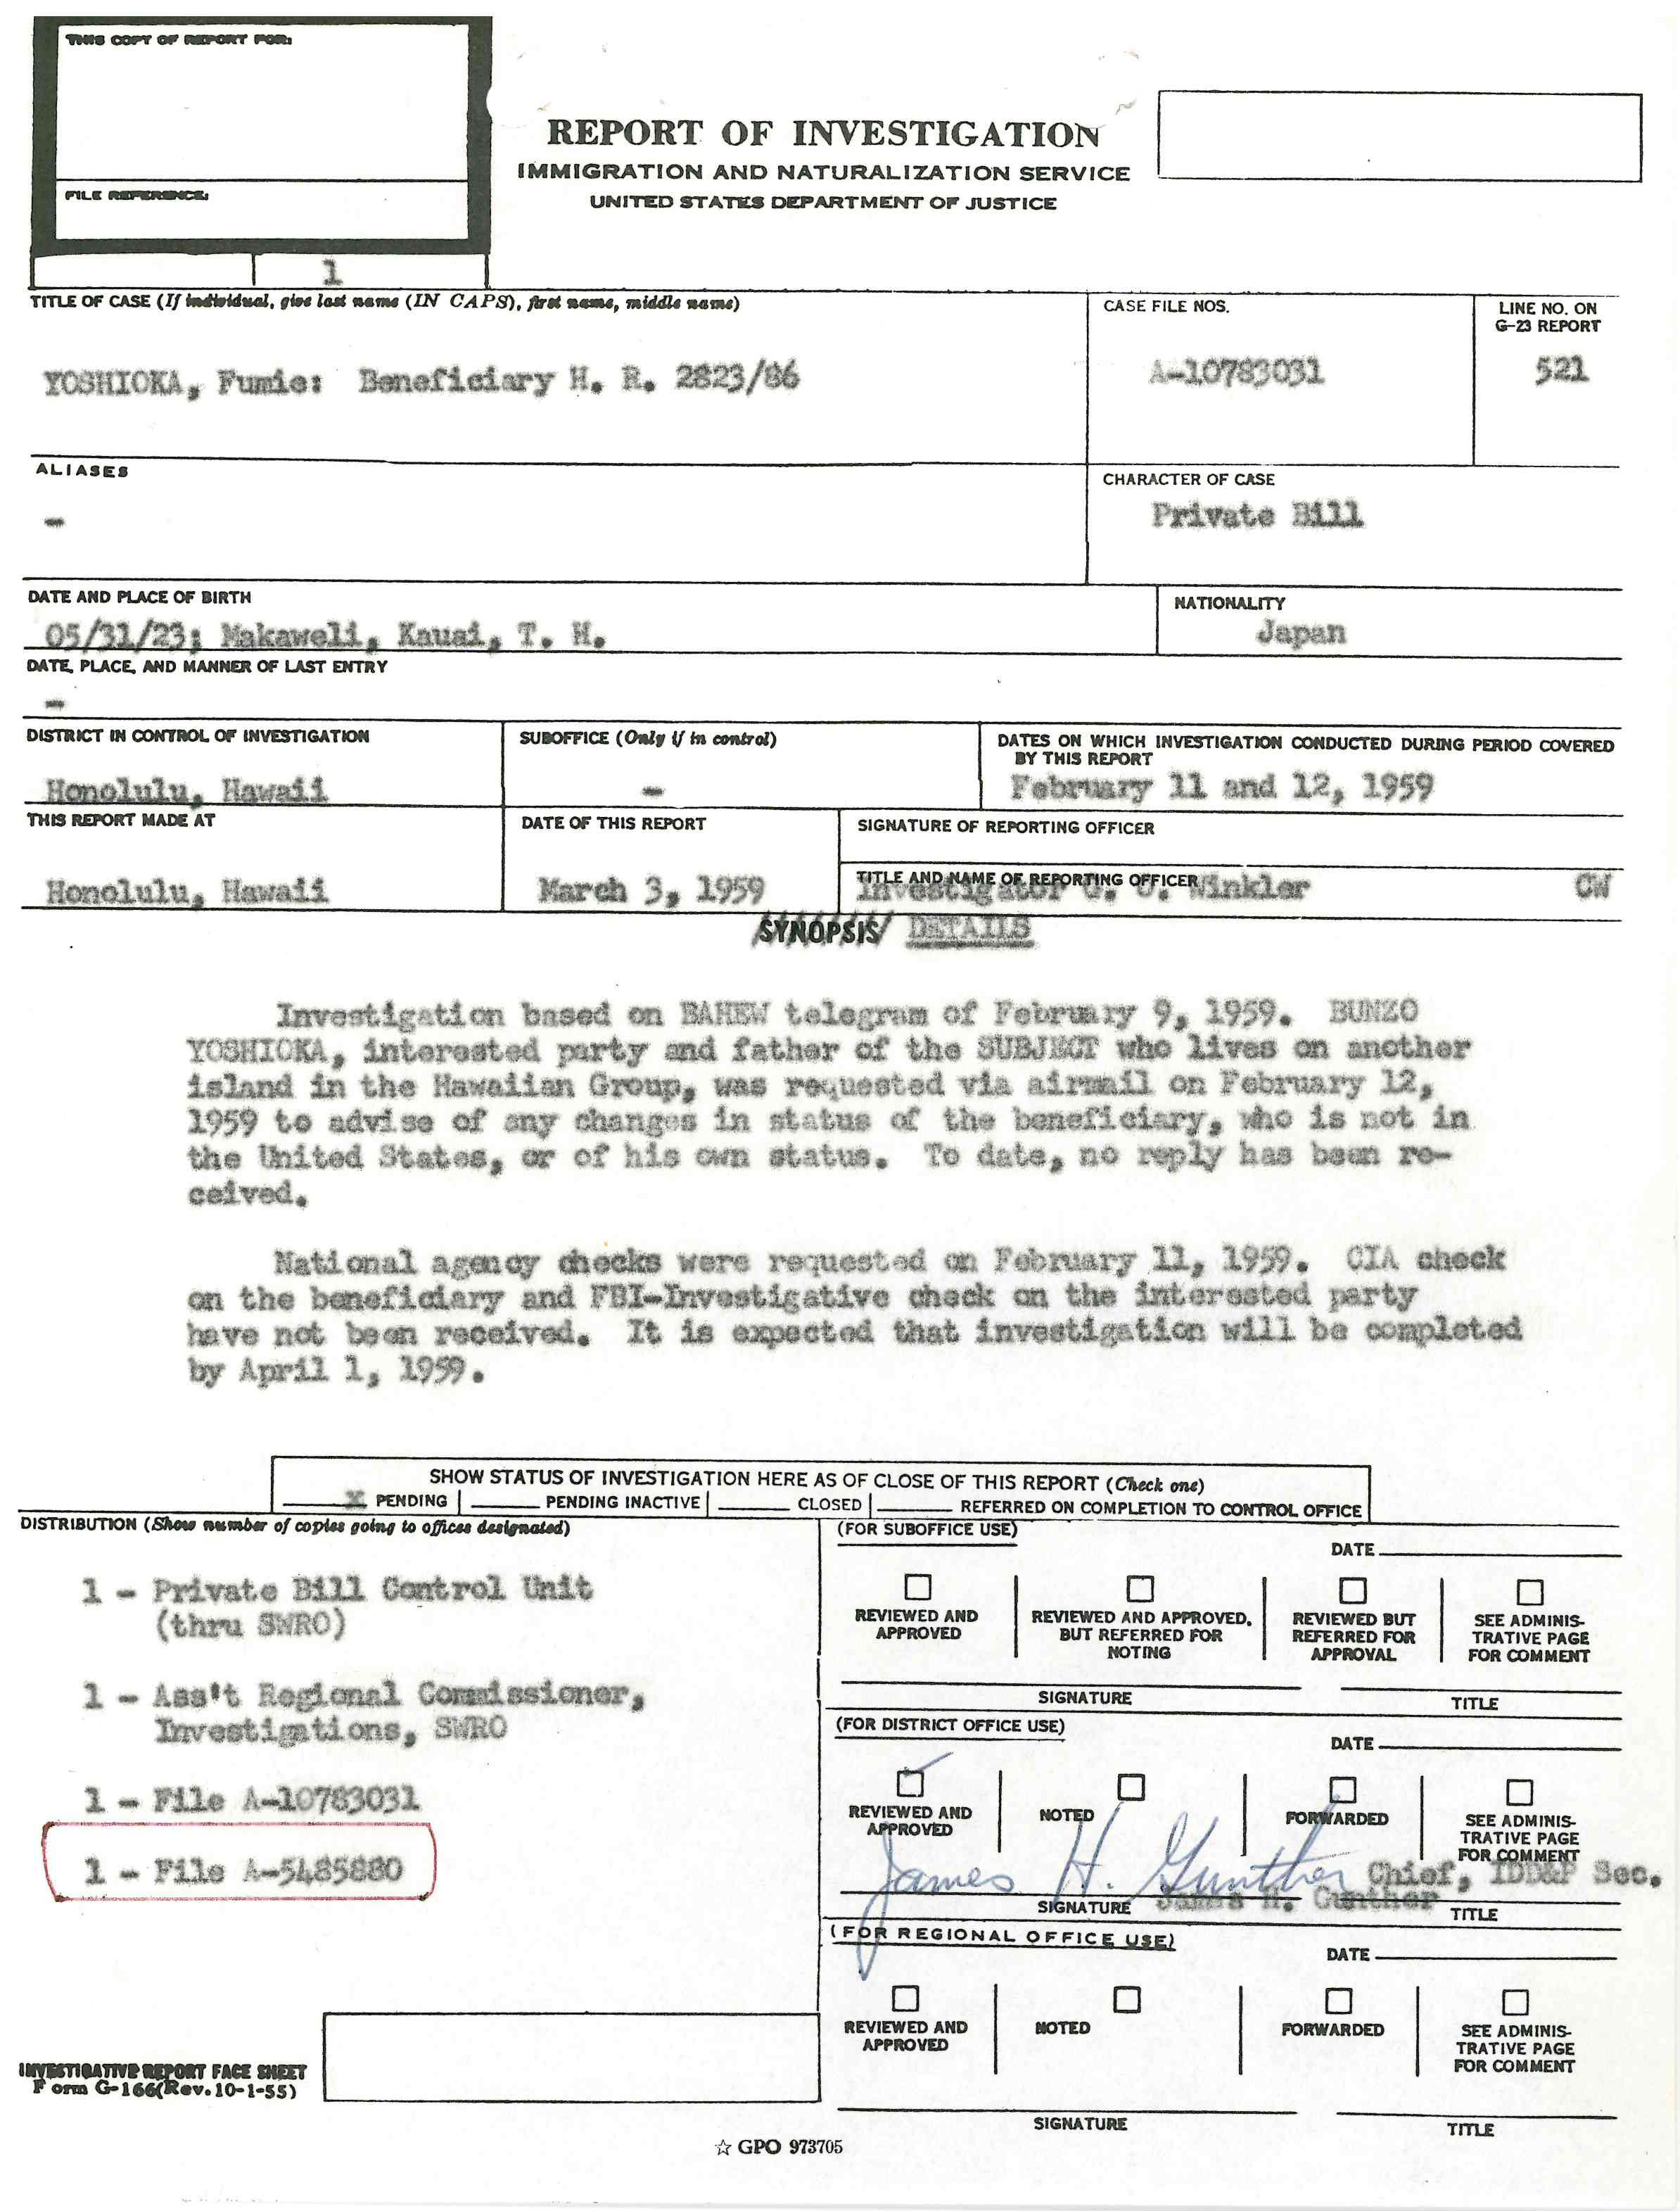 THIS COPY OF REPORT FOR:
FILE REFERENCE:
1
REPORT OF INVESTIGATION
IMMIGRATION AND NATURALIZATION SERVICE
UNITED STATES DEPARTMENT OF JUSTICE
TITLE OF CASE (If individual, give last name (IN CAPS), first name, middle name)
YOSHIOKA, Fumie: Beneficiary H. R. 2823/86
CASE FILE NOS.
A-10783031
LINE NO. ON
G-23 REPORT
521
ALIASES
-
CHARACTER OF CASE
Private Bill
DATE AND PLACE OF BIRTH
05/31/23; Makaweli, Kauai, T. H.
NATIONALITY
Japan
DATE, PLACE, AND MANNER OF LAST ENTRY
-
DISTRICT IN CONTROL OF INVESTIGATION
Honolulu, Hawaii
SUBOFFICE (Only if in control)
-
DATES ON WHICH INVESTIGATION CONDUCTED DURING PERIOD COVERED
BY THIS REPORT
February 11 and 12, 1959
THIS REPORT MADE AT
Honolulu, Hawaii
DATE OF THIS REPORT
March 3, 1959
SIGNATURE OF REPORTING OFFICER
TITLE AND NAME OF REPORTING OFFICER
Investigator Winkler CW
SYNOPSIS DETAILS
Investigation based on BAHEW telegram of February 9, 1959. BUNZO
YOSHIOKA, interested party and father of the SUBJECT who lives on another
island in the Hawaiian Group, was requested via airmail on February 12,
1959 to advise of any changes in status of the beneficiary, who is not in
the United States, or of his own status. To date, no reply has been re-
ceived.
National agency checks were requested on February 11, 1959. CIA check
on the beneficiary and FBI-Investigative check on the interested party
have not been received. It is expected that investigation will be completed
by April 1, 1959.
SHOW STATUS OF INVESTIGATION HERE AS OF CLOSE OF THIS REPORT (Check one)
X PENDING PENDING INACTIVE CLOSED REFERRED ON COMPLETION TO CONTROL OFFICE
DISTRIBUTION (Show number of copies going to offices designated)
1 - Private Bill Control Unit
(thru SWRO)
1 - Ass't Regional Commissioner,
Investigations, SWRO
1 - File A-10783031
1 - File A-5485880
(FOR SUBOFFICE USE)
DATE
REVIEWED AND
APPROVED
REVIEWED AND APPROVED,
BUT REFERRED FOR
NOTING
REVIEWED BUT
REFERRED FOR
APPROVAL
SEE ADMINIS-
TRATIVE PAGE
FOR COMMENT
SIGNATURE
TITLE
(FOR DISTRICT OFFICE USE)
DATE
REVIEWED AND
APPROVED
NOTED
FORWARDED
SEE ADMINIS-
TRATIVE PAGE
FOR COMMENT
James H. Gunther
Chief, IDD&P Sec.
James H. Gunther
SIGNATURE
TITLE
(FOR REGIONAL OFFICE USE)
DATE
REVIEWED AND
APPROVED
NOTED
FORWARDED
SEE ADMINIS-
TRATIVE PAGE
FOR COMMENT
SIGNATURE
TITLE
INVESTIGATIVE REPORT FACE SHEET
Form G-166(Rev. 10-1-55)
☆ GPO 973705